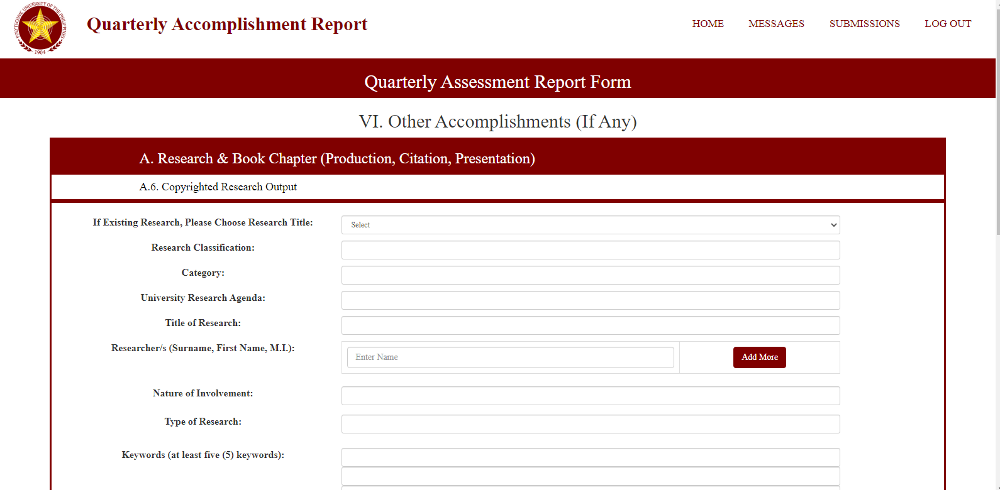 POLYTECHNIC UNIVERSITY OF THE PHILIPPINES
1904
Quarterly Accomplishment Report
HOME MESSAGES SUBMISSIONS LOG OUT
Quarterly Assessment Report Form
VI. Other Accomplishments (If Any)
A. Research & Book Chapter (Production, Citation, Presentation)
A.6. Copyrighted Research Output
If Existing Research, Please Choose Research Title: Select
Research Classification:
Category:
University Research Agenda:
Title of Research:
Researcher/s (Surname, First Name, M.I.): Enter Name Add More
Nature of Involvement:
Type of Research:
Keywords (at least five (5) keywords):